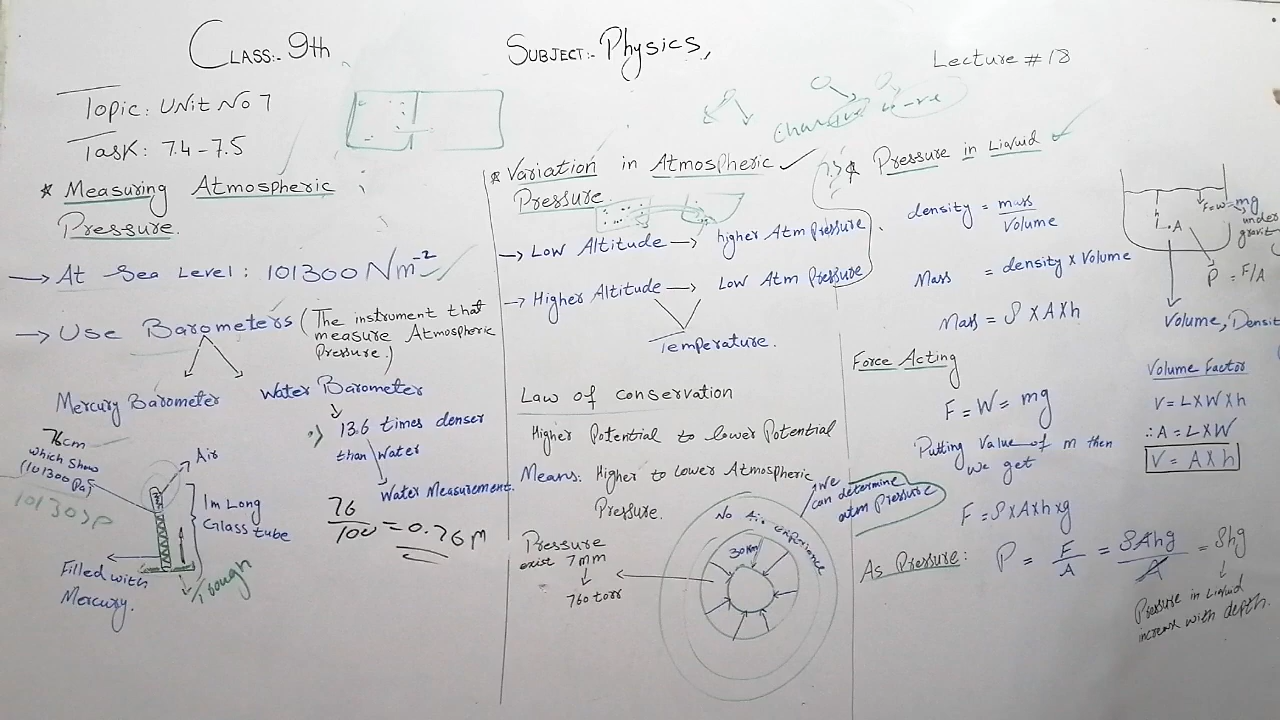 CLASS:- 9th
SUBJECT:- Physics,
Lecture # 18
Topic: UNit No 7
Task: 7.4-7.5
* Measuring Atmospheric
Pressure.
→ At Sea Level: 101300 Nm⁻²
→ Use Barometers (The instrument that
measure Atmospheric
Pressure.)
Mercury Barometer
Water Barometer
13.6 times denser
than water
Water Measurement.
76cm
which show
(101300 Pa)
Air
1m Long
Glass tube
Filled with
Mercury.
Trough
76/100 = 0.76 M
* Variation in Atmospheric
Pressure.
→ Low Altitude → higher Atm Pressure
→ Higher Altitude → Low Atm Pressure
Temperature.
Law of conservation
Higher Potential to lower Potential
Means: Higher to lower Atmospheric
Pressure.
we
can determine
atm Pressure
Pressure
exist 7mm
↓
760 torr
No Air experience
30Km
* Pressure in Liquid
density = mass/Volume
Mass = density x Volume
Mass = ρ x A x h
Force Acting
F = W = mg
Putting Value of m then
we get
F = ρ x A x h x g
As Pressure: P = F/A = ρAhg/A = ρhg
Pressure in Liquid
increase with depth.
h
A
F=W=mg
under
gravit
P = F/A
Volume, Densit
Volume Factor
V = L x W x h
∴ A = L x W
V = A x h